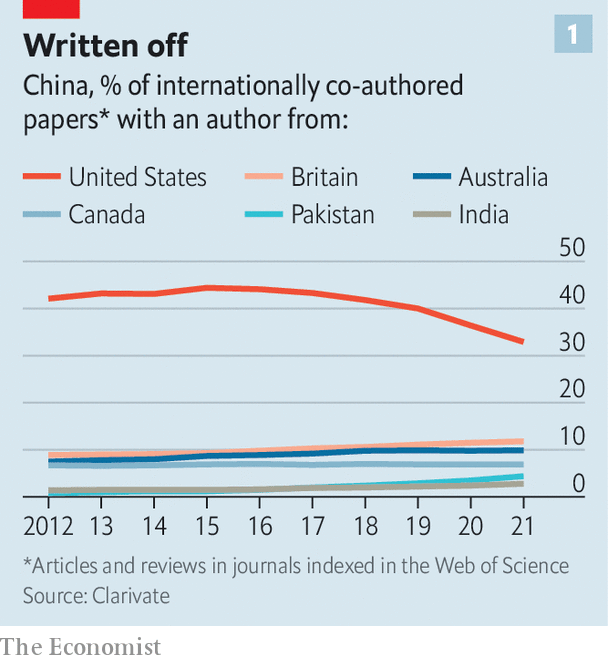 Written off
1
China, % of internationally co-authored
papers* with an author from:
United States
Britain
Australia
Canada
Pakistan
India
50
40
30
20
10
0
2012 13 14 15 16 17 18 19 20 21
*Articles and reviews in journals indexed in the Web of Science
Source: Clarivate
The Economist